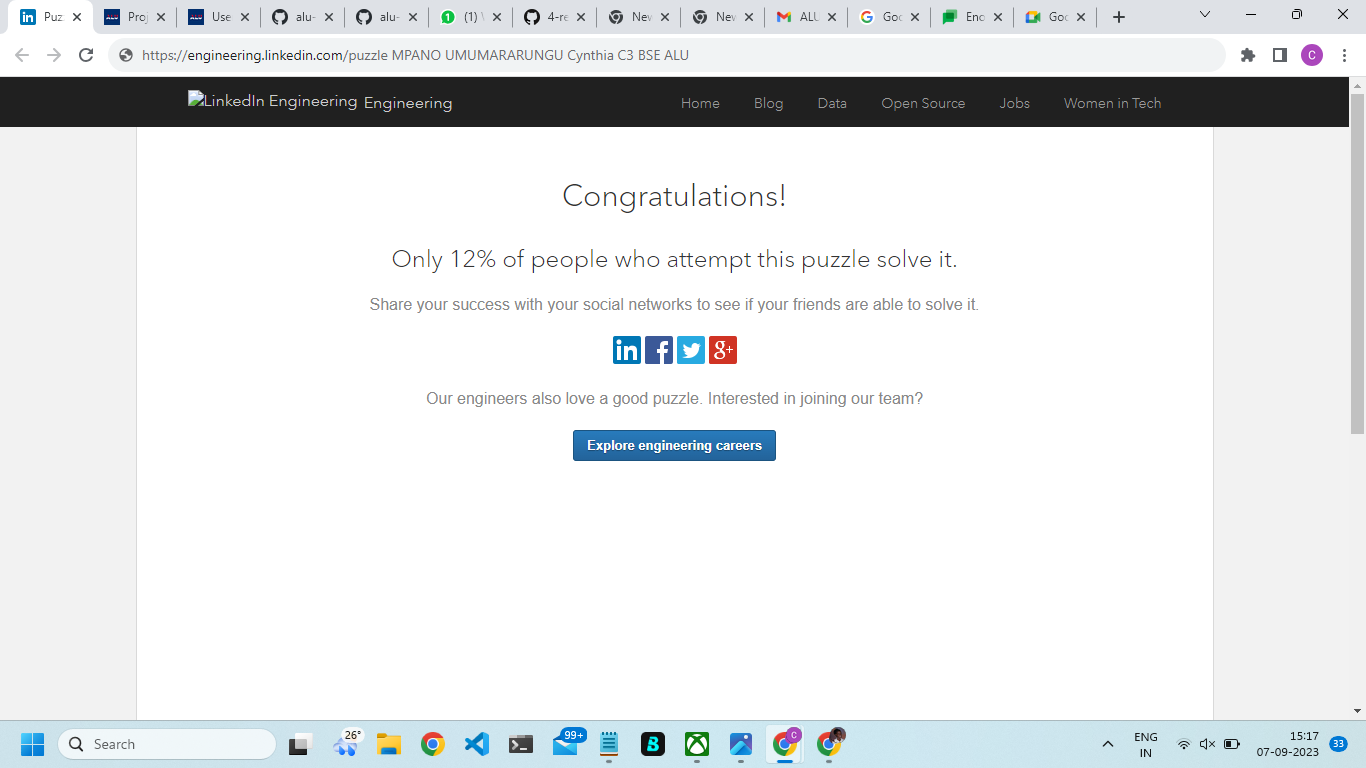 Puz
Proj
Use
alu-
alu-
(1)
4-re
Nev
Nev
ALU
Goo
Goo
https://engineering.linkedin.com/puzzle MPANO UMUMARARUNGU Cynthia C3 BSE ALU
C
LinkedIn Engineering Engineering
Home Blog Data Open Source Jobs Women in Tech
Congratulations!
Only 12% of people who attempt this puzzle solve it.
Share your success with your social networks to see if your friends are able to solve it.
in f g+
Our engineers also love a good puzzle. Interested in joining our team?
Explore engineering careers
Search
26°
99+
B
C
ENG
IN
15:17
07-09-2023
33